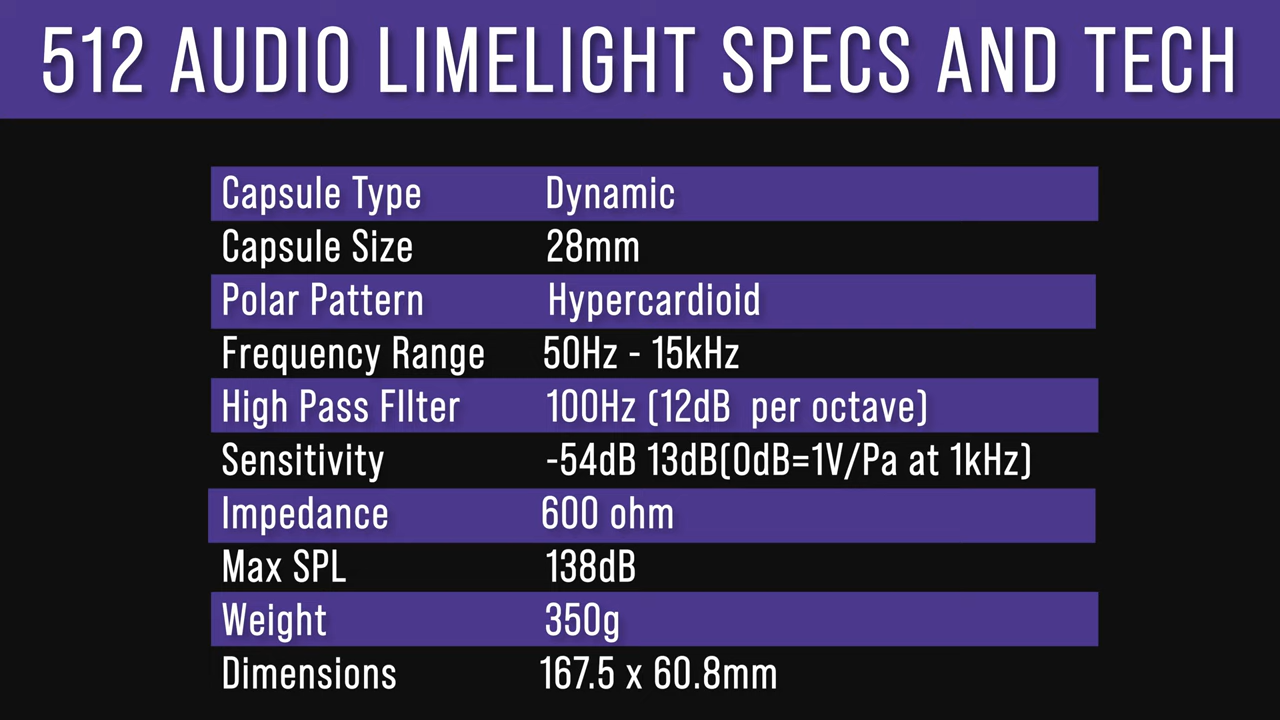 512 AUDIO LIMELIGHT SPECS AND TECH
Capsule Type Dynamic
Capsule Size 28mm
Polar Pattern Hypercardioid
Frequency Range 50Hz - 15kHz
High Pass FIlter 100Hz (12dB per octave)
Sensitivity -54dB 13dB(0dB=1V/Pa at 1kHz)
Impedance 600 ohm
Max SPL 138dB
Weight 350g
Dimensions 167.5 x 60.8mm